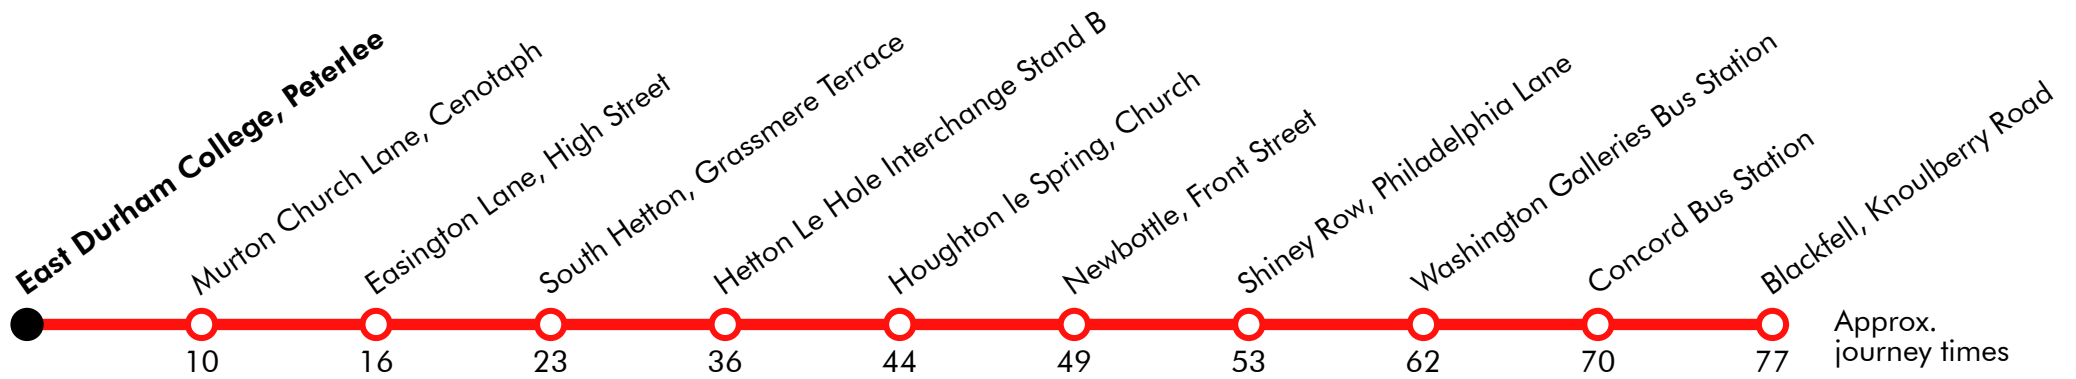 East Durham College, Peterlee
Murton Church Lane, Cenotaph
Easington Lane, High Street
South Hetton, Grassmere Terrace
Hetton Le Hole Interchange Stand B
Houghton le Spring, Church
Newbottle, Front Street
Shiney Row, Philadelphia Lane
Washington Galleries Bus Station
Concord Bus Station
Blackfell, Knoulberry Road
10 16 23 36 44 49 53 62 70 77
Approx.
journey times